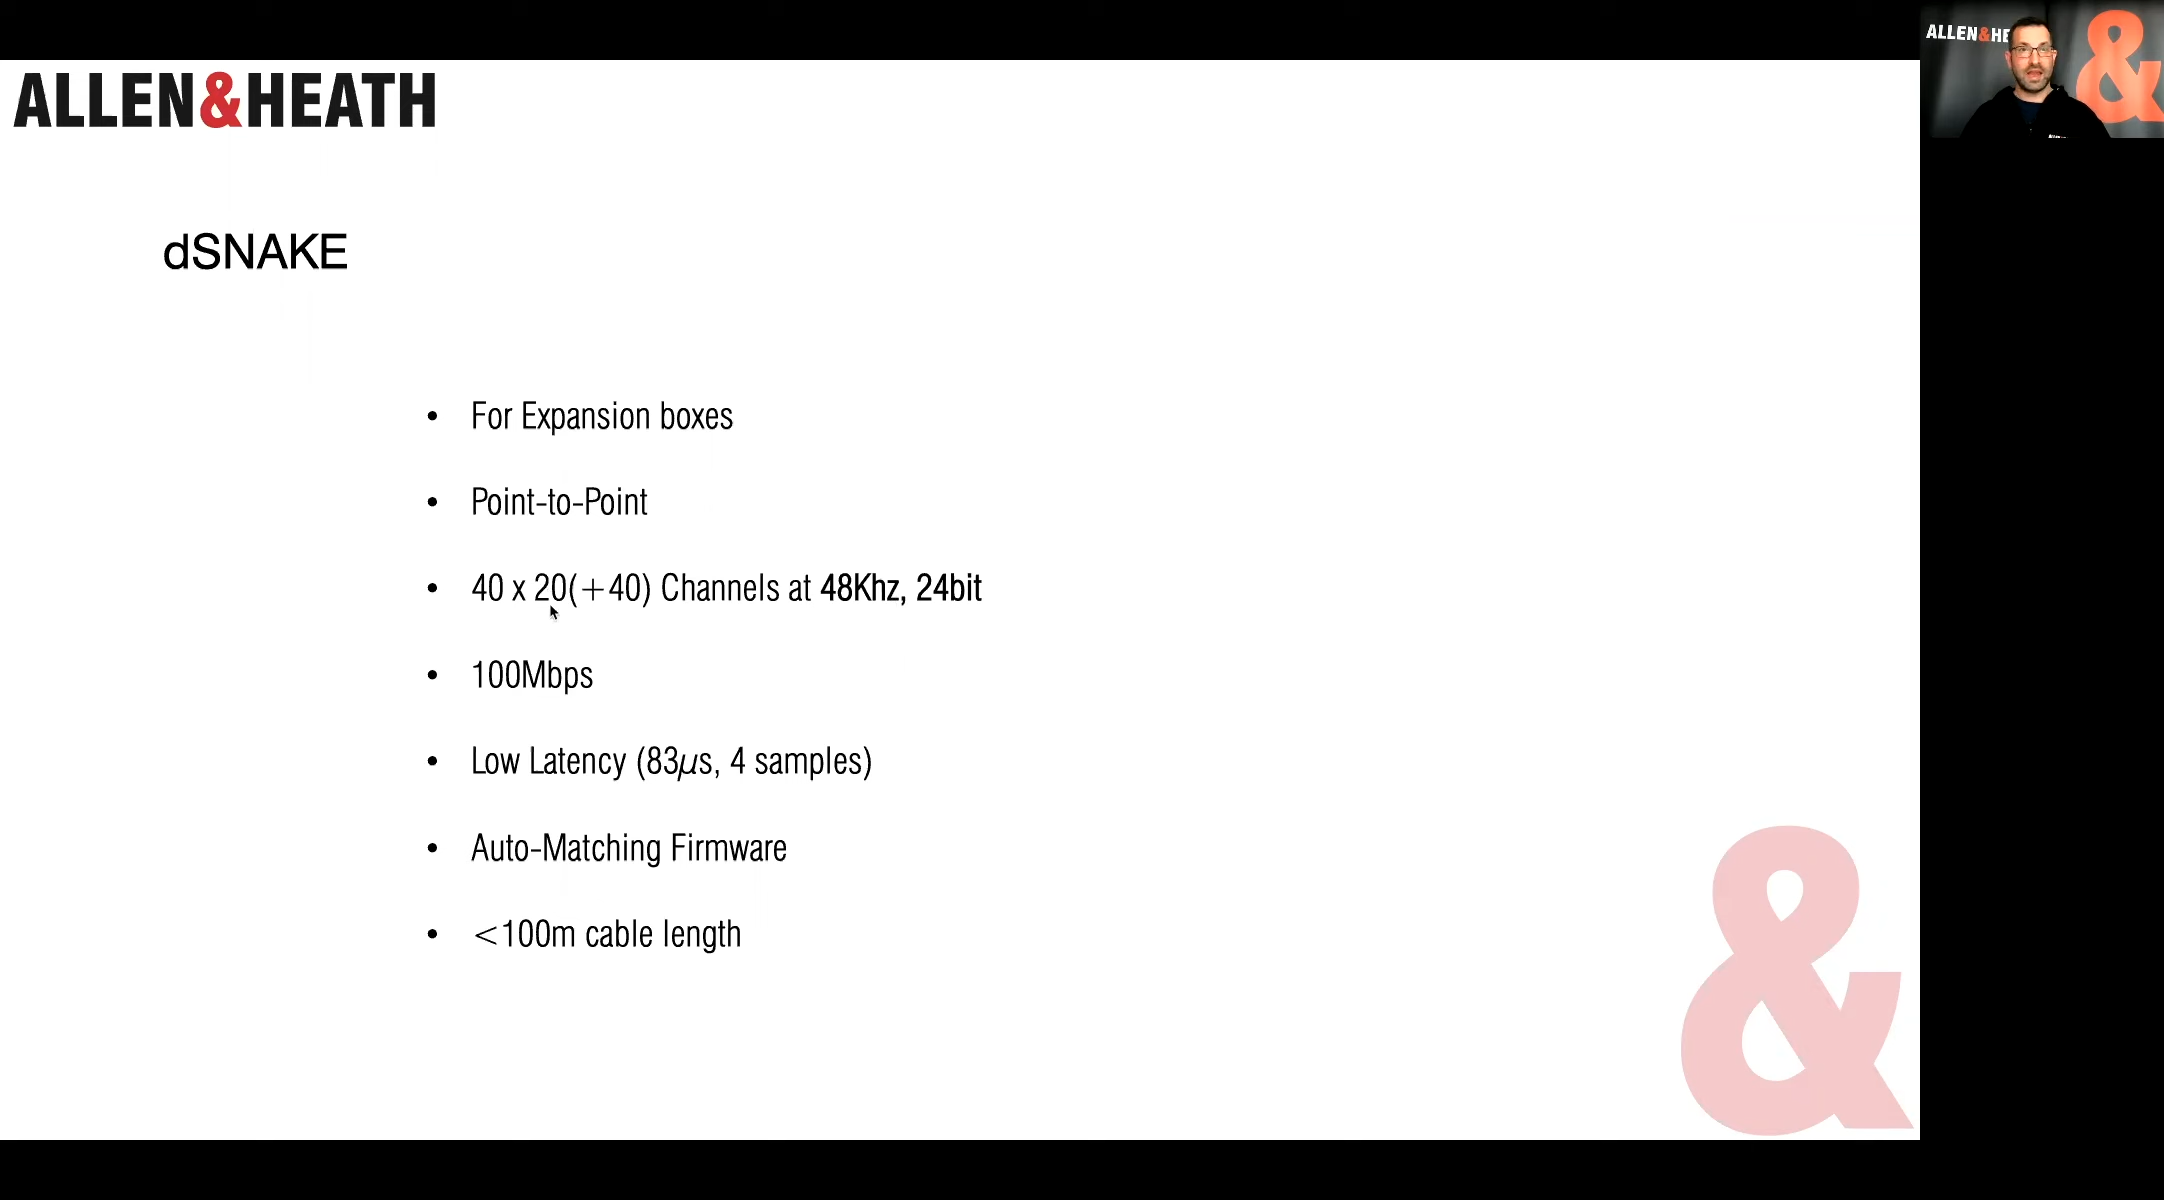 ALLEN&HEATH
ALLEN&HE
&
dSNAKE
• For Expansion boxes
• Point-to-Point
• 40 x 20(+40) Channels at 48Khz, 24bit
• 100Mbps
• Low Latency (83µs, 4 samples)
• Auto-Matching Firmware
• <100m cable length
&